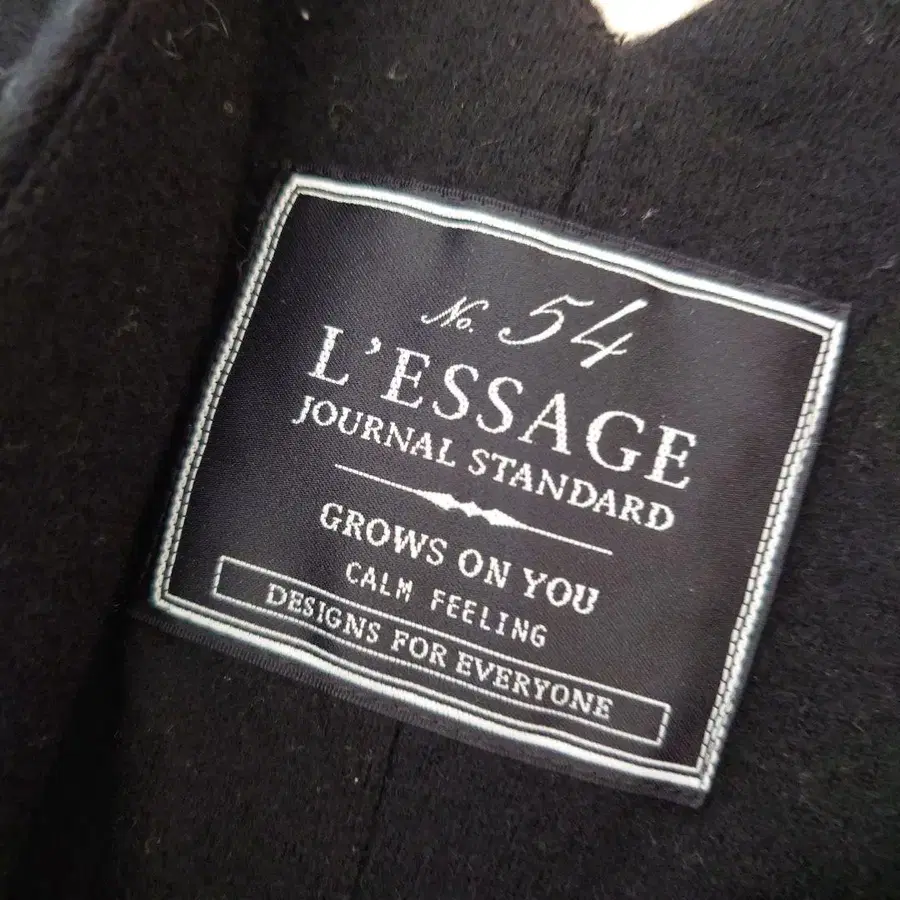 No. 54
L'ESSAGE
JOURNAL STANDARD
GROWS ON YOU
CALM FEELING
DESIGNS FOR EVERYONE